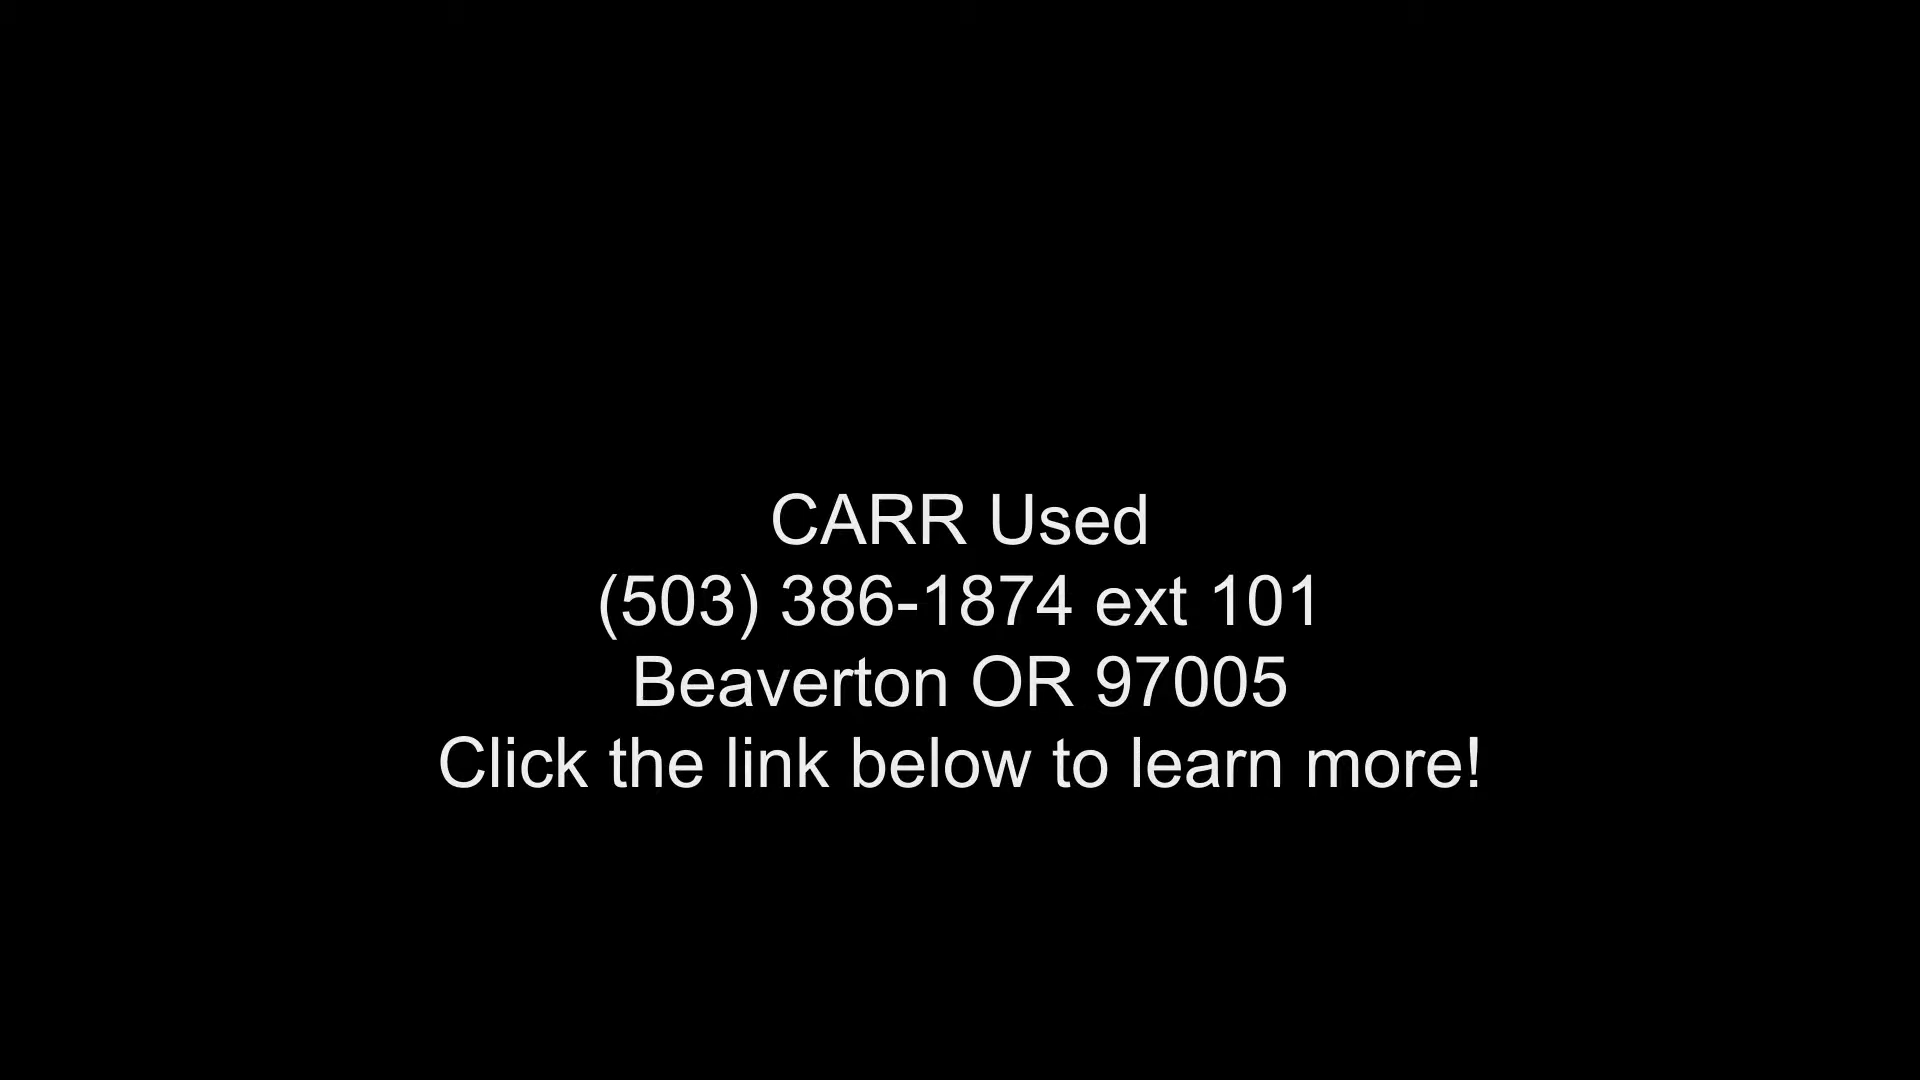 CARR Used
(503) 386-1874 ext 101
Beaverton OR 97005
Click the link below to learn more!